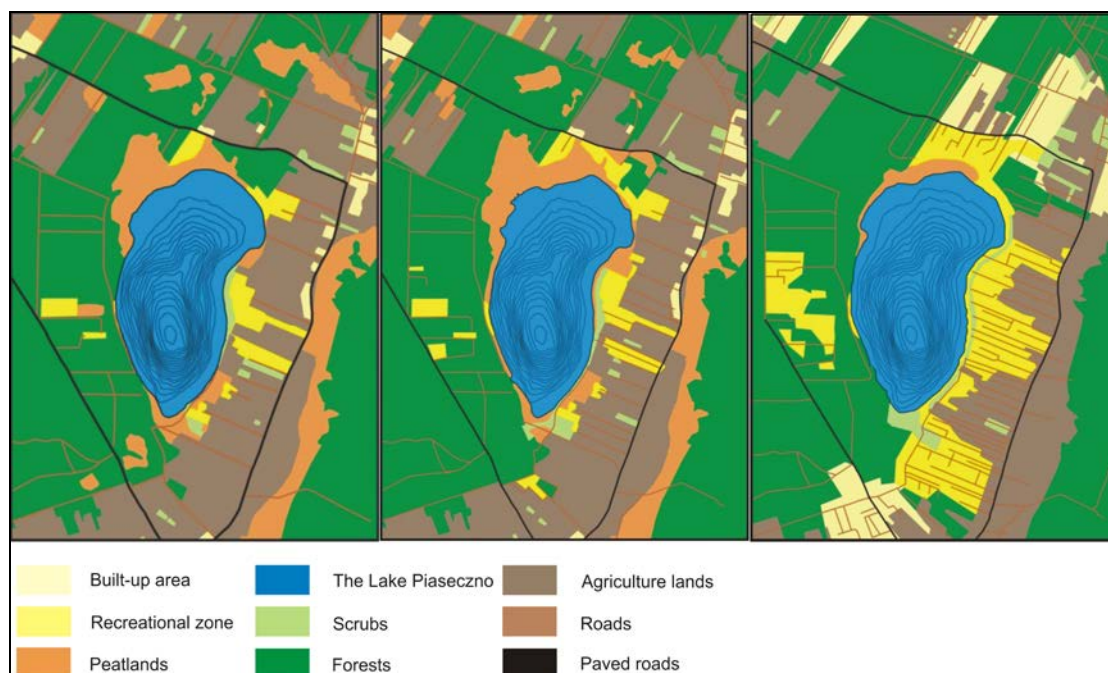 Built-up area
The Lake Piaseczno
Agriculture lands
Recreational zone
Scrubs
Roads
Peatlands
Forests
Paved roads